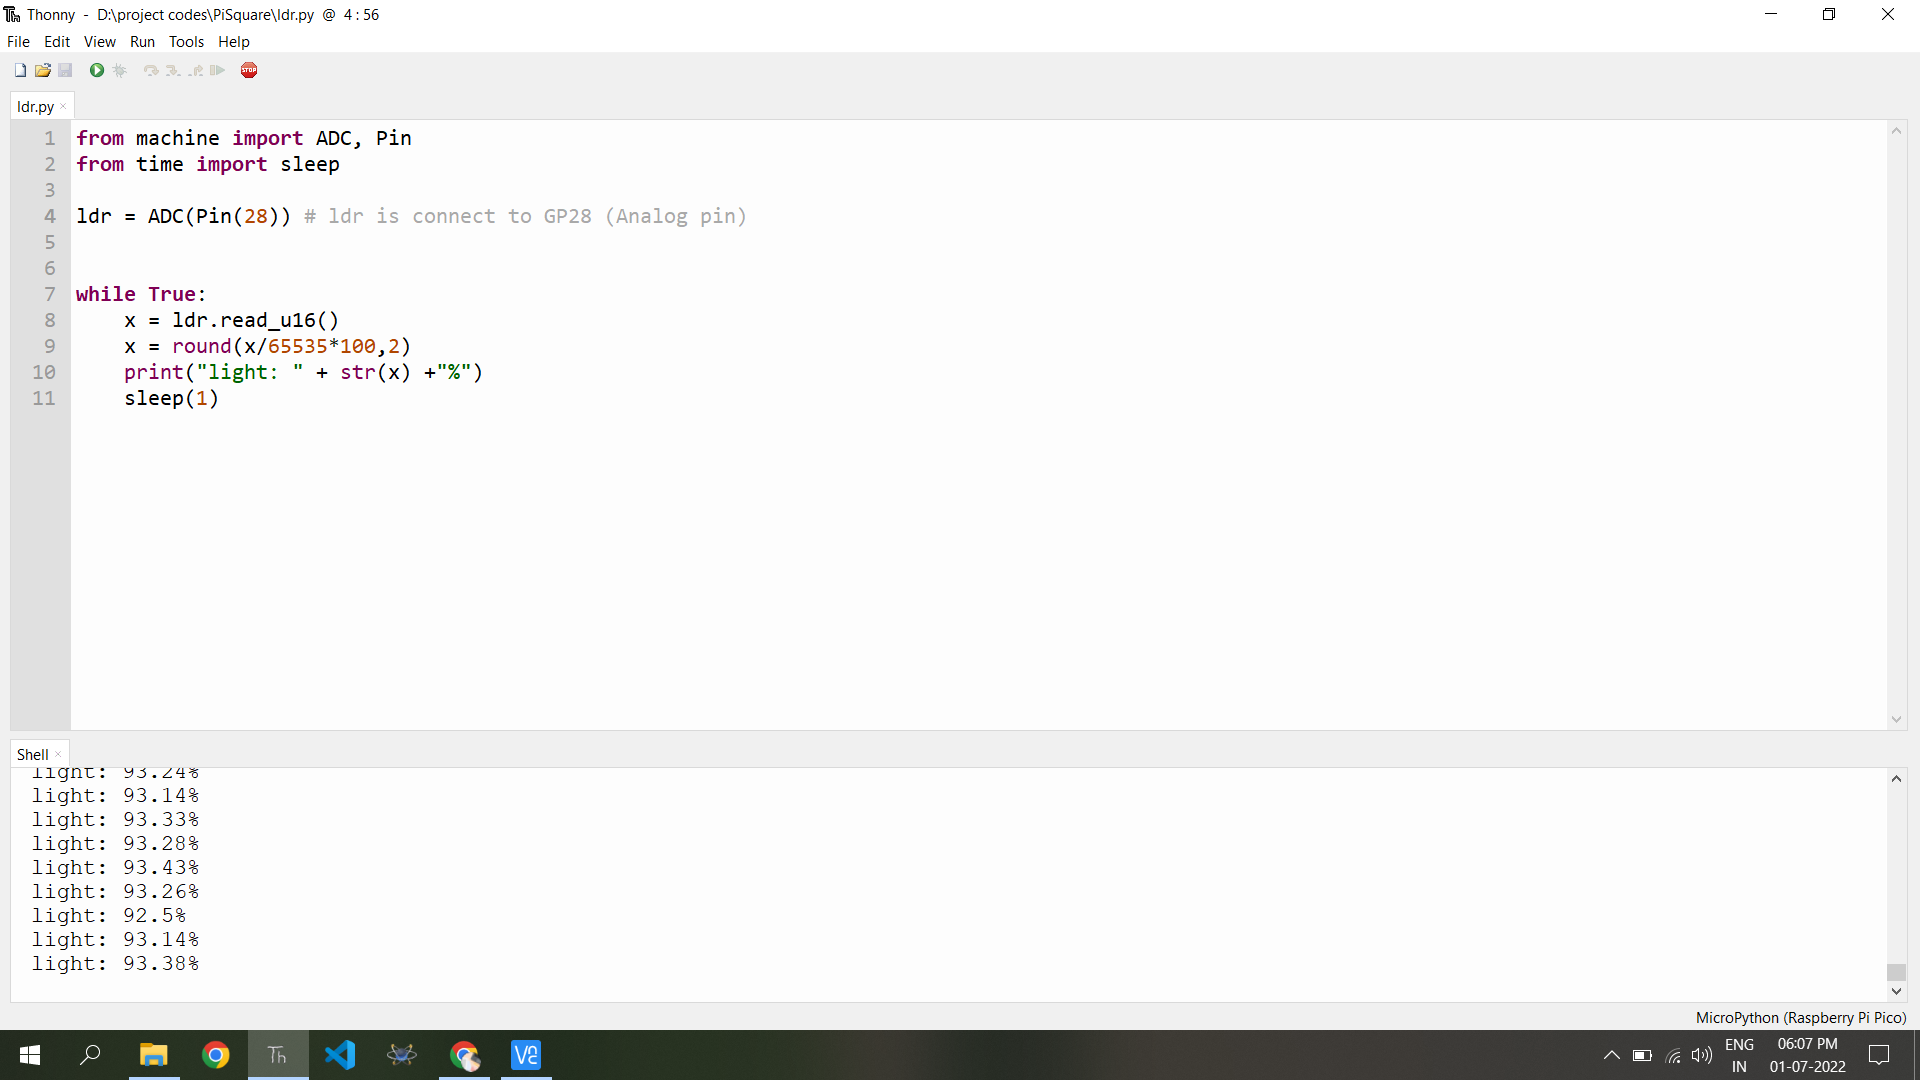 Thonny - D:\project codes\PiSquare\ldr.py @ 4 : 56
File Edit View Run Tools Help
STOP
ldr.py ×
1 from machine import ADC, Pin
2 from time import sleep
3
4 ldr = ADC(Pin(28)) # ldr is connect to GP28 (Analog pin)
5
6
7 while True:
8     x = ldr.read_u16()
9     x = round(x/65535*100,2)
10     print("light: " + str(x) +"%")
11     sleep(1)
Shell ×
light: 93.24%
light: 93.14%
light: 93.33%
light: 93.28%
light: 93.43%
light: 93.26%
light: 92.5%
light: 93.14%
light: 93.38%
MicroPython (Raspberry Pi Pico)
Th
ENG
IN
06:07 PM
01-07-2022